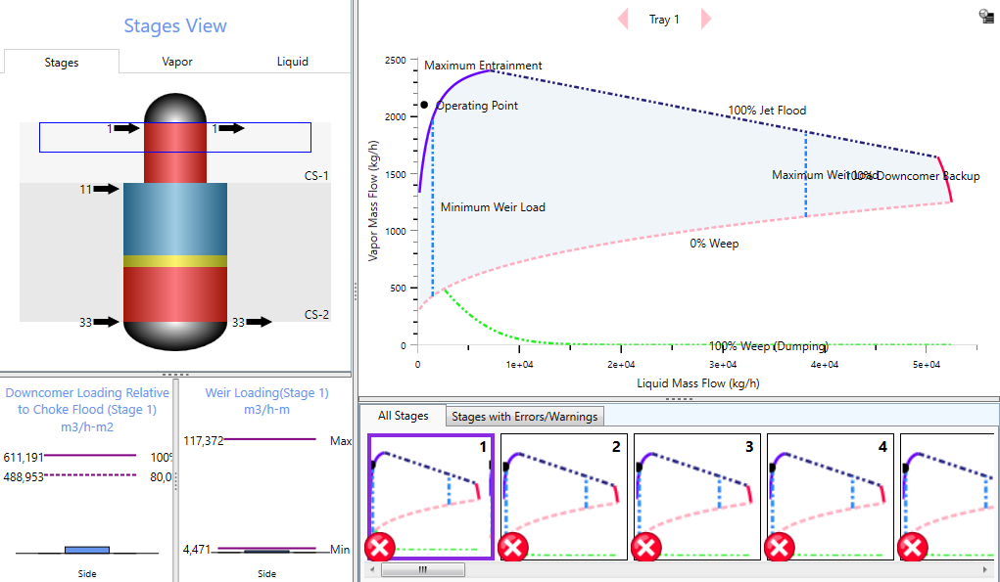 Stages View
Stages
Vapor
Liquid
1
1
CS-1
11
CS-2
33
33
Downcomer Loading Relative
to Choke Flood (Stage 1)
m3/h-m2
611,191
100%
488,953
80,0
Side
Weir Loading(Stage 1)
m3/h-m
117,372
Max
4,471
Min
Side
Tray 1
2500
2000
1500
1000
500
0
Vapor Mass Flow (kg/h)
Maximum Entrainment
Operating Point
100% Jet Flood
Maximum Weir Load
100% Downcomer Backup
Minimum Weir Load
0% Weep
100% Weep (Dumping)
0
1e+04
2e+04
3e+04
4e+04
5e+04
Liquid Mass Flow (kg/h)
All Stages
Stages with Errors/Warnings
1
2
3
4